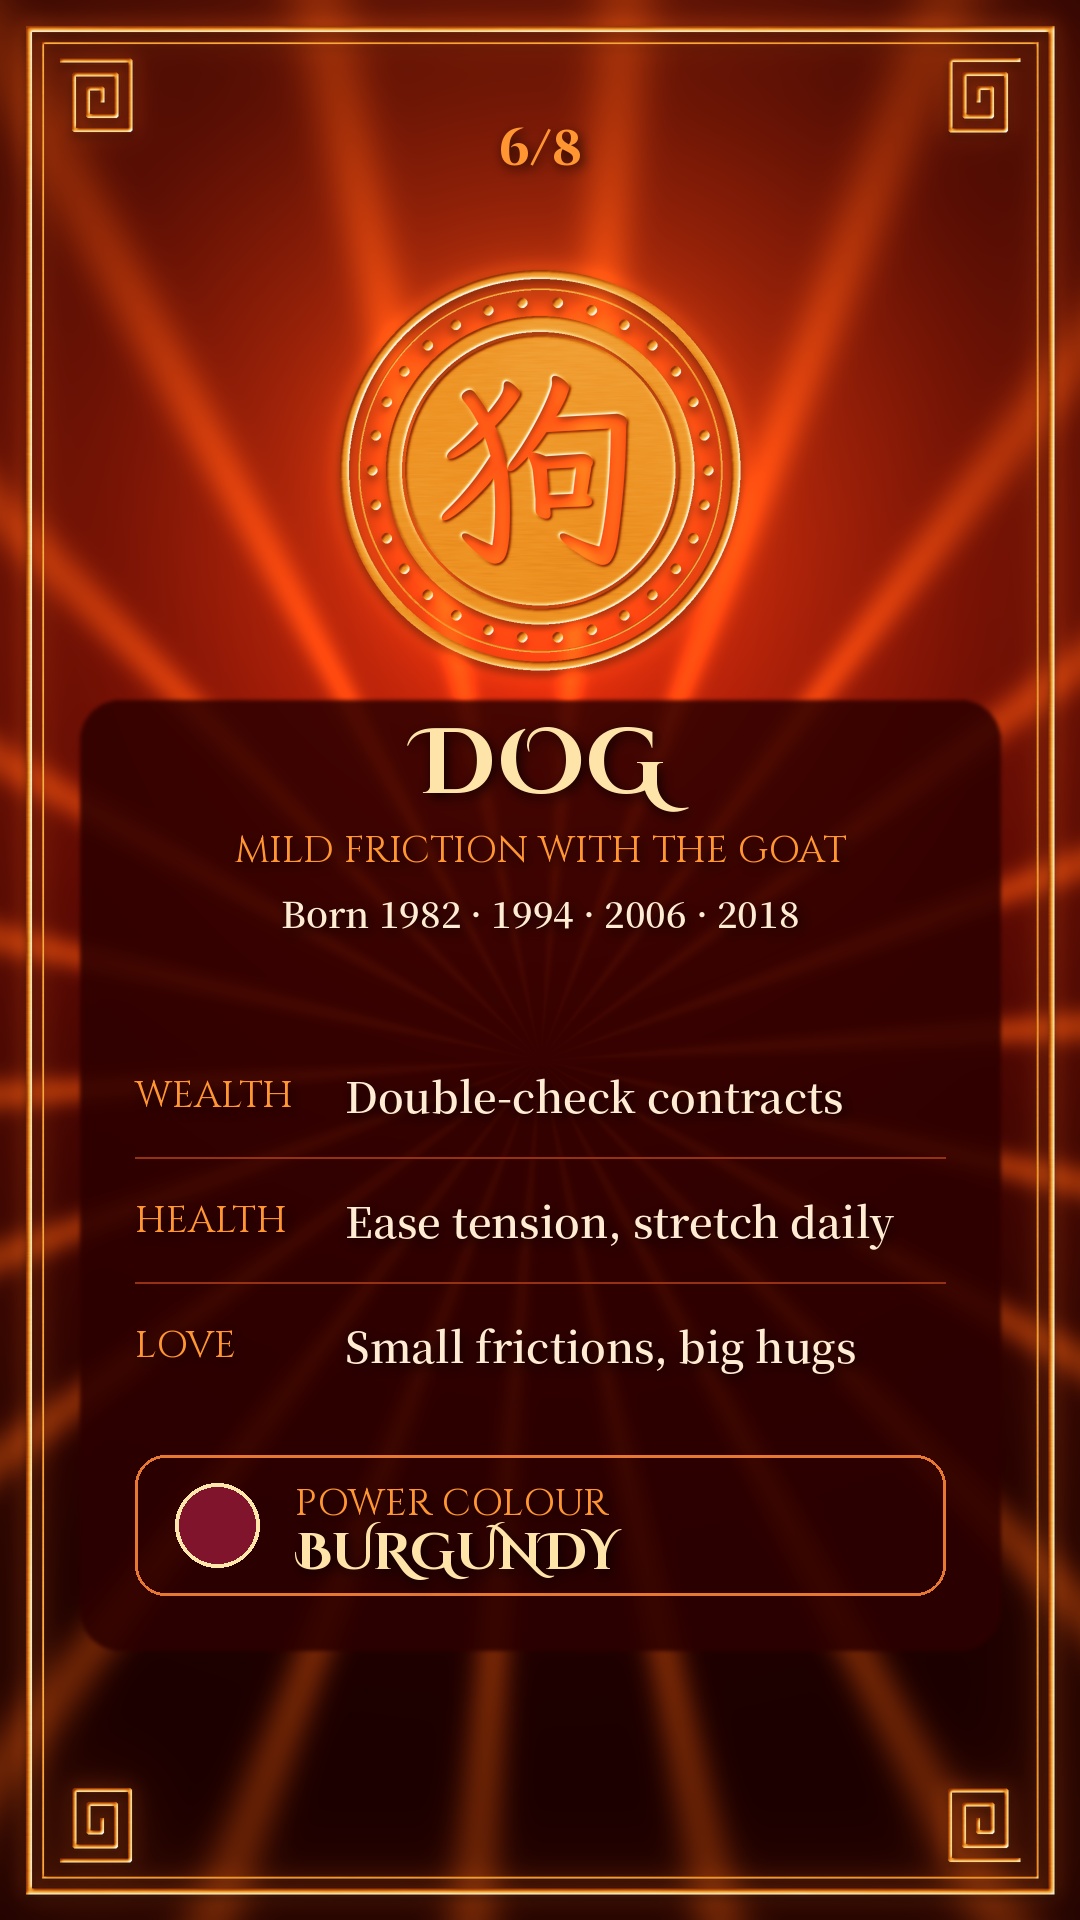 6/8
狗
DOG
MILD FRICTION WITH THE GOAT
Born 1982 · 1994 · 2006 · 2018
WEALTH Double-check contracts
HEALTH Ease tension, stretch daily
LOVE Small frictions, big hugs
POWER COLOUR
BURGUNDY